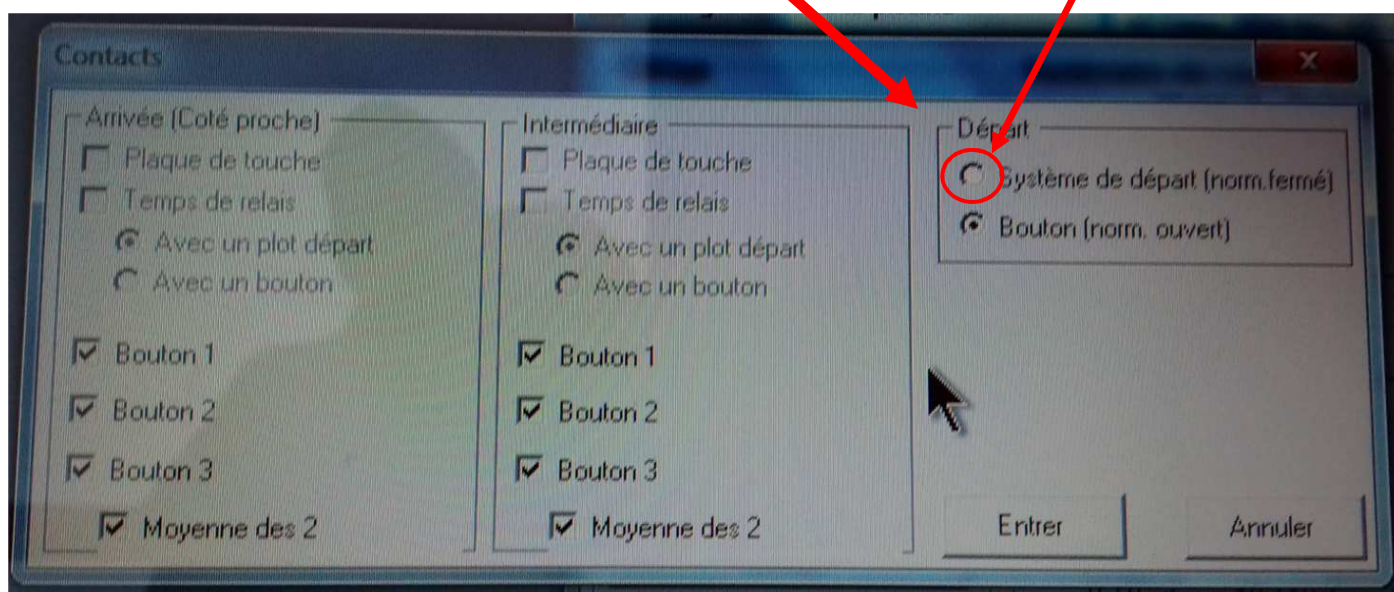 Contacts
Arrivée (Coté proche)
Plaque de touche
Temps de relais
Avec un plot départ
Avec un bouton
Bouton 1
Bouton 2
Bouton 3
Moyenne des 2
Intermédiaire
Plaque de touche
Temps de relais
Avec un plot départ
Avec un bouton
Bouton 1
Bouton 2
Bouton 3
Moyenne des 2
Départ
Système de départ (norm.fermé)
Bouton (norm. ouvert)
Entrer
Annuler